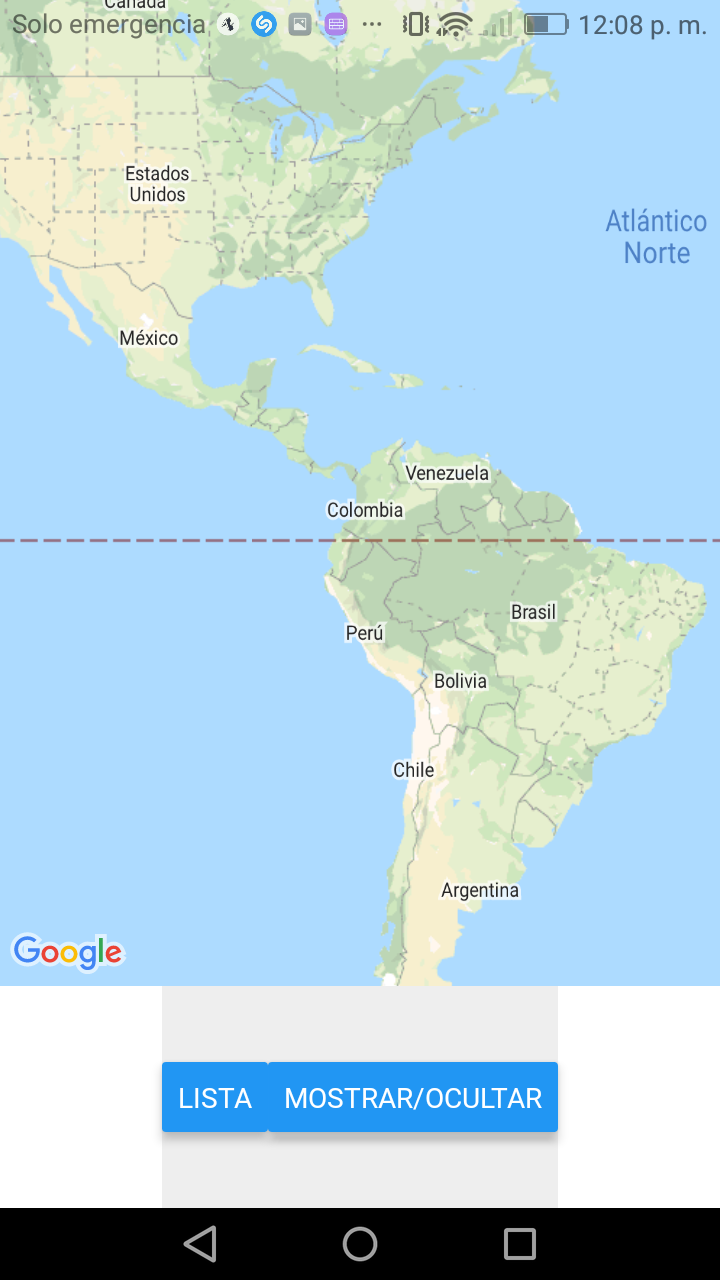 Canadá
Solo emergencia ... 12:08 p. m.
Estados
Unidos
Atlántico
Norte
México
Venezuela
Colombia
Brasil
Perú
Bolivia
Chile
Argentina
Google
LISTA MOSTRAR/OCULTAR